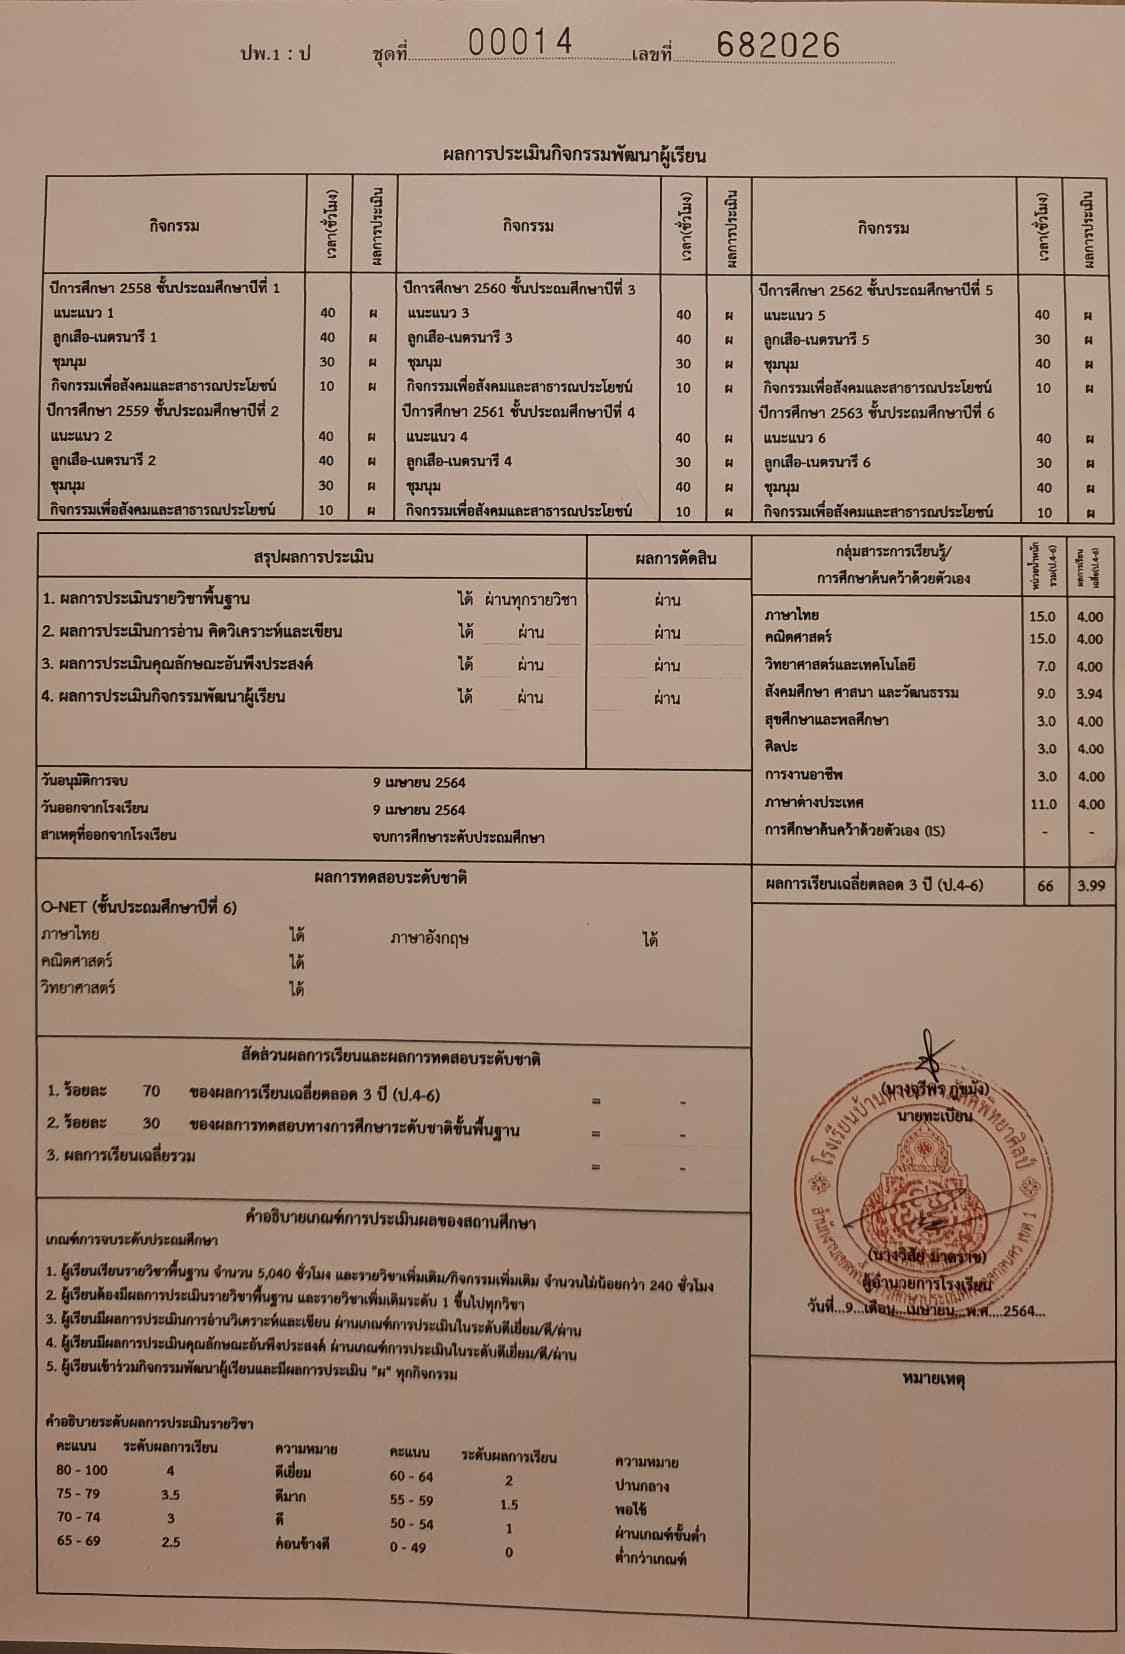 ปพ.1 : ป ชุดที่ 00014 เลขที่ 682026
ผลการประเมินกิจกรรมพัฒนาผู้เรียน
กิจกรรม เวลา(ชั่วโมง) ผลการประเมิน กิจกรรม เวลา(ชั่วโมง) ผลการประเมิน กิจกรรม เวลา(ชั่วโมง) ผลการประเมิน
ปีการศึกษา 2558 ชั้นประถมศึกษาปีที่ 1 ปีการศึกษา 2560 ชั้นประถมศึกษาปีที่ 3 ปีการศึกษา 2562 ชั้นประถมศึกษาปีที่ 5
แนะแนว 1 40 ผ แนะแนว 3 40 ผ แนะแนว 5 40 ผ
ลูกเสือ-เนตรนารี 1 40 ผ ลูกเสือ-เนตรนารี 3 40 ผ ลูกเสือ-เนตรนารี 5 30 ผ
ชุมนุม 30 ผ ชุมนุม 30 ผ ชุมนุม 40 ผ
กิจกรรมเพื่อสังคมและสาธารณประโยชน์ 10 ผ กิจกรรมเพื่อสังคมและสาธารณประโยชน์ 10 ผ กิจกรรมเพื่อสังคมและสาธารณประโยชน์ 10 ผ
ปีการศึกษา 2559 ชั้นประถมศึกษาปีที่ 2 ปีการศึกษา 2561 ชั้นประถมศึกษาปีที่ 4 ปีการศึกษา 2563 ชั้นประถมศึกษาปีที่ 6
แนะแนว 2 40 ผ แนะแนว 4 40 ผ แนะแนว 6 40 ผ
ลูกเสือ-เนตรนารี 2 40 ผ ลูกเสือ-เนตรนารี 4 30 ผ ลูกเสือ-เนตรนารี 6 30 ผ
ชุมนุม 30 ผ ชุมนุม 40 ผ ชุมนุม 40 ผ
กิจกรรมเพื่อสังคมและสาธารณประโยชน์ 10 ผ กิจกรรมเพื่อสังคมและสาธารณประโยชน์ 10 ผ กิจกรรมเพื่อสังคมและสาธารณประโยชน์ 10 ผ
สรุปผลการประเมิน ผลการตัดสิน
1. ผลการประเมินรายวิชาพื้นฐาน ได้ ผ่านทุกรายวิชา ผ่าน
2. ผลการประเมินการอ่าน คิดวิเคราะห์และเขียน ได้ ผ่าน ผ่าน
3. ผลการประเมินคุณลักษณะอันพึงประสงค์ ได้ ผ่าน ผ่าน
4. ผลการประเมินกิจกรรมพัฒนาผู้เรียน ได้ ผ่าน ผ่าน
วันอนุมัติการจบ 9 เมษายน 2564
วันออกจากโรงเรียน 9 เมษายน 2564
สาเหตุที่ออกจากโรงเรียน จบการศึกษาระดับประถมศึกษา
ผลการทดสอบระดับชาติ
O-NET (ชั้นประถมศึกษาปีที่ 6)
ภาษาไทย ได้ ภาษาอังกฤษ ได้
คณิตศาสตร์ ได้
วิทยาศาสตร์ ได้
สัดส่วนผลการเรียนและผลการทดสอบระดับชาติ
1. ร้อยละ 70 ของผลการเรียนเฉลี่ยตลอด 3 ปี (ป.4-6) = -
2. ร้อยละ 30 ของผลการทดสอบทางการศึกษาระดับชาติขั้นพื้นฐาน = -
3. ผลการเรียนเฉลี่ยรวม = -
คำอธิบายเกณฑ์การประเมินผลของสถานศึกษา
เกณฑ์การจบระดับประถมศึกษา
1. ผู้เรียนเรียนรายวิชาพื้นฐาน จำนวน 5,040 ชั่วโมง และรายวิชาเพิ่มเติม/กิจกรรมเพิ่มเติม จำนวนไม่น้อยกว่า 240 ชั่วโมง
2. ผู้เรียนต้องมีผลการประเมินรายวิชาพื้นฐาน และรายวิชาเพิ่มเติมระดับ 1 ขึ้นไปทุกวิชา
3. ผู้เรียนมีผลการประเมินการอ่านวิเคราะห์และเขียน ผ่านเกณฑ์การประเมินในระดับดีเยี่ยม/ดี/ผ่าน
4. ผู้เรียนมีผลการประเมินคุณลักษณะอันพึงประสงค์ ผ่านเกณฑ์การประเมินในระดับดีเยี่ยม/ดี/ผ่าน
5. ผู้เรียนเข้าร่วมกิจกรรมพัฒนาผู้เรียนและมีผลการประเมิน "ผ" ทุกกิจกรรม
คำอธิบายระดับผลการประเมินรายวิชา
คะแนน ระดับผลการเรียน ความหมาย คะแนน ระดับผลการเรียน ความหมาย
80 - 100 4 ดีเยี่ยม 60 - 64 2 ปานกลาง
75 - 79 3.5 ดีมาก 55 - 59 1.5 พอใช้
70 - 74 3 ดี 50 - 54 1 ผ่านเกณฑ์ขั้นต่ำ
65 - 69 2.5 ค่อนข้างดี 0 - 49 0 ต่ำกว่าเกณฑ์
กลุ่มสาระการเรียนรู้/ หน่วยน้ำหนัก ผลการเรียน
การศึกษาค้นคว้าด้วยตัวเอง รวม(ป.4-6) เฉลี่ย(ป.4-6)
ภาษาไทย 15.0 4.00
คณิตศาสตร์ 15.0 4.00
วิทยาศาสตร์และเทคโนโลยี 7.0 4.00
สังคมศึกษา ศาสนา และวัฒนธรรม 9.0 3.94
สุขศึกษาและพลศึกษา 3.0 4.00
ศิลปะ 3.0 4.00
การงานอาชีพ 3.0 4.00
ภาษาต่างประเทศ 11.0 4.00
การศึกษาค้นคว้าด้วยตัวเอง (IS) - -
ผลการเรียนเฉลี่ยตลอด 3 ปี (ป.4-6) 66 3.99
นายทะเบียน
ผู้อำนวยการโรงเรียน
วันที่...9...เดือน...เมษายน...พ.ศ....2564...
หมายเหตุ